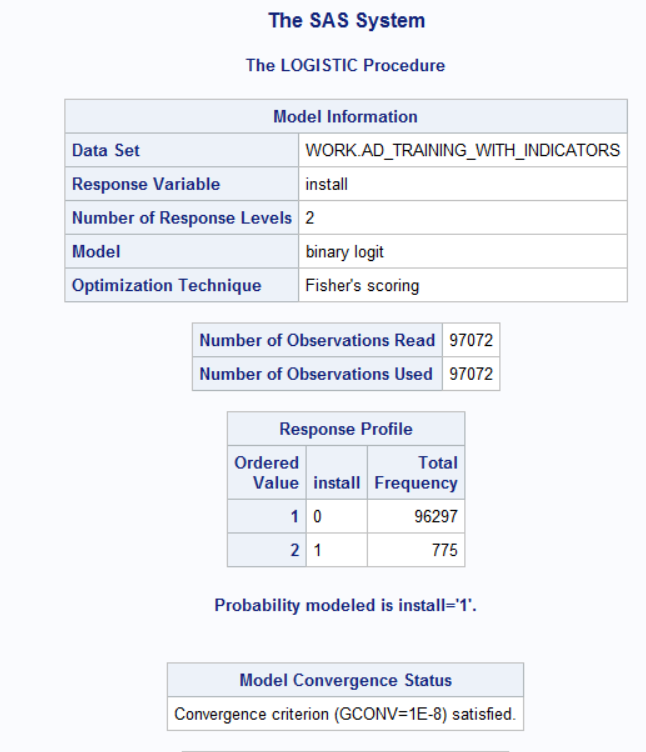 The SAS System
The LOGISTIC Procedure
Model Information
Data Set WORK.AD_TRAINING_WITH_INDICATORS
Response Variable install
Number of Response Levels 2
Model binary logit
Optimization Technique Fisher's scoring
Number of Observations Read 97072
Number of Observations Used 97072
Response Profile
Ordered Total
Value install Frequency
1 0 96297
2 1 775
Probability modeled is install='1'.
Model Convergence Status
Convergence criterion (GCONV=1E-8) satisfied.